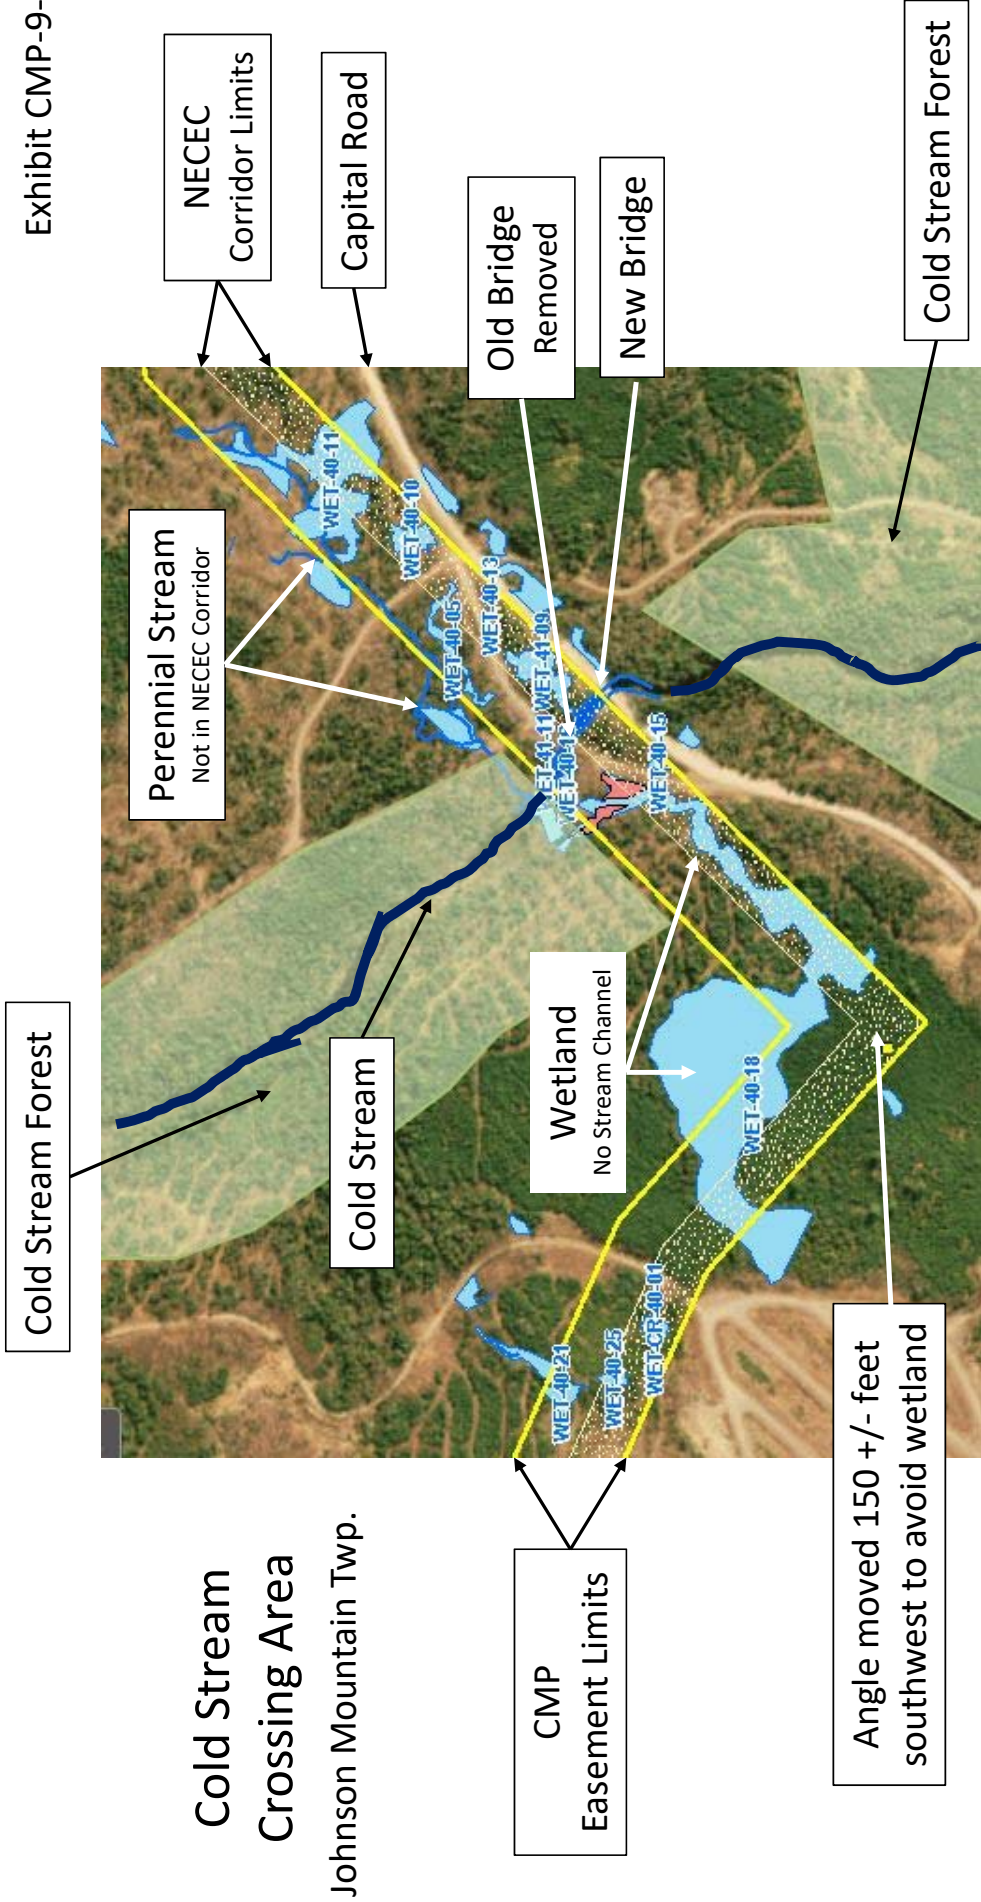 Exhibit CMP-9-
Cold Stream
Crossing Area
Johnson Mountain Twp.
Cold Stream Forest
Perennial Stream
Not in NECEC Corridor
NECEC
Corridor Limits
Capital Road
Cold Stream
Old Bridge
Removed
New Bridge
Wetland
No Stream Channel
CMP
Easement Limits
Angle moved 150 +/- feet
southwest to avoid wetland
Cold Stream Forest
WET-40-11
WET-40-10
WET-40-05
WET-40-13
WET-41-09
ET-41-11
WET-40-15
WET-40-18
WET-40-21
WET-40-25
WET-CR-40-01